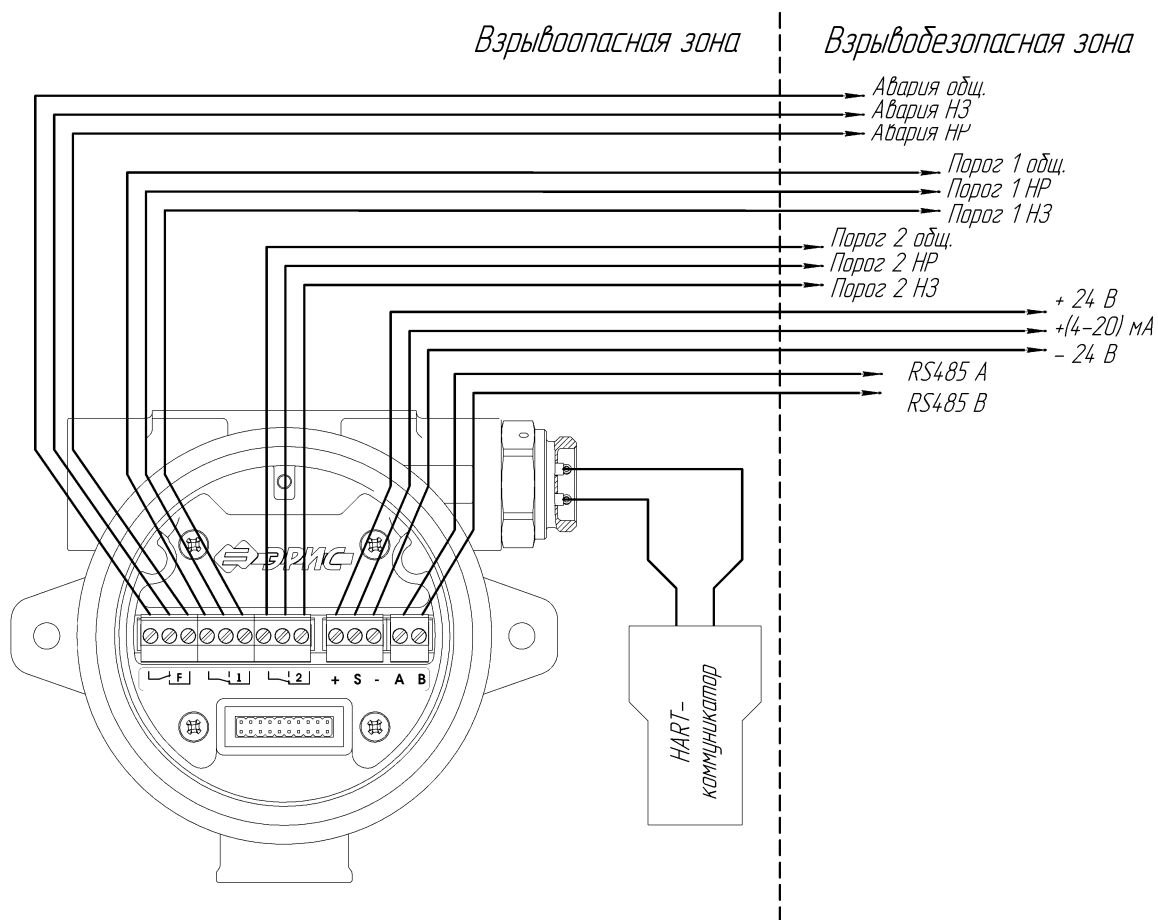 Взрывоопасная зона
Взрывобезопасная зона
Авария общ.
Авария НЗ
Авария НР
Порог 1 общ.
Порог 1 НР
Порог 1 НЗ
Порог 2 общ.
Порог 2 НР
Порог 2 НЗ
+ 24 В
+(4-20) мА
- 24 В
RS485 A
RS485 B
ЭРИС
F 1 2 + S - A B
HART-
коммуникатор